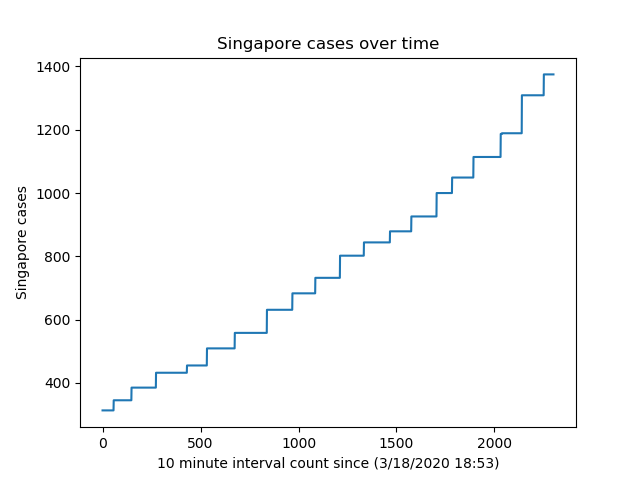 Singapore cases over time
1400
1200
1000
800
600
400
Singapore cases
0 500 1000 1500 2000
10 minute interval count since (3/18/2020 18:53)